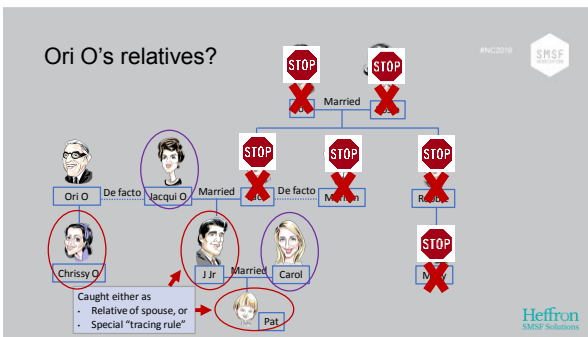 Ori O's relatives?
#NC2019
SMSF
ASSOCIATION
STOP
STOP
Married
STOP
STOP
STOP
Ori O
De facto
Jacqui O
Married
De facto
STOP
Chrissy O
J Jr
Married
Carol
Caught either as
• Relative of spouse, or
• Special "tracing rule"
Pat
Heffron
SMSF Solutions